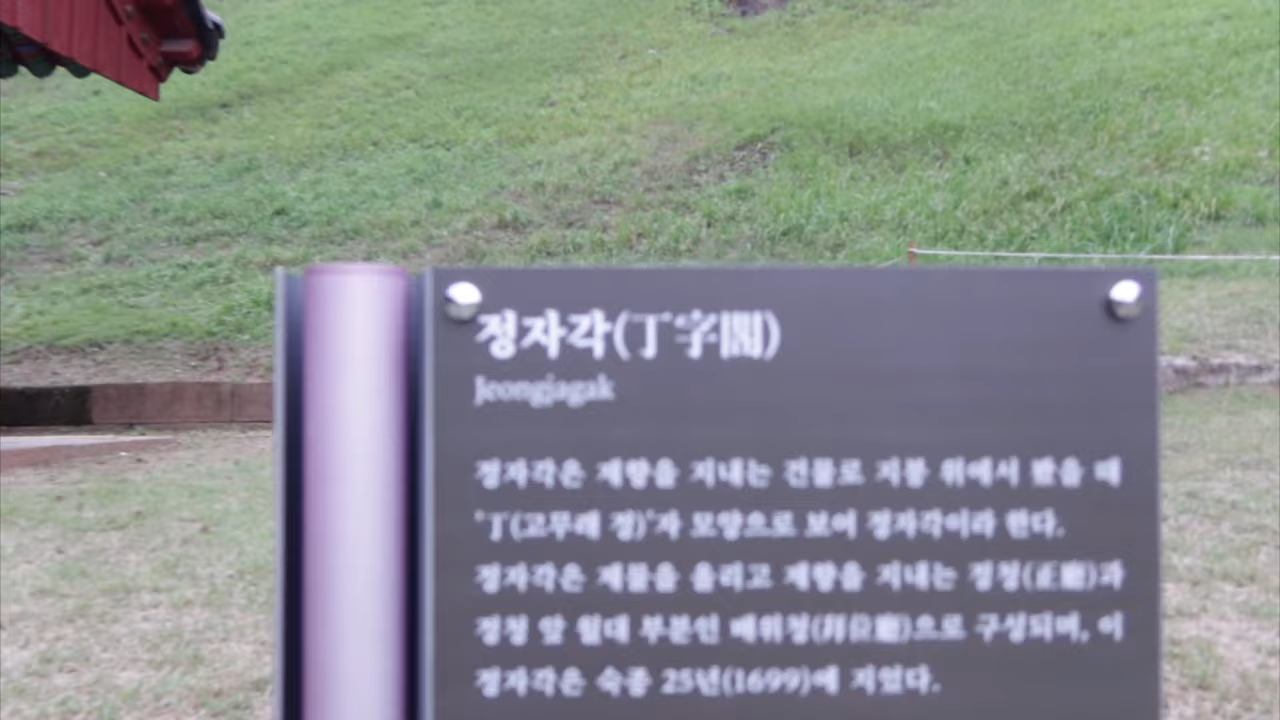 정자각(丁字閣)
Jeongjagak
정자각은 제향을 지내는 건물로 지붕 위에서 봤을 때
'丁(고무래 정)'자 모양으로 보여 정자각이라 한다.
정자각은 제물을 올리고 제향을 지내는 정청(正廳)과
정청 앞 월대 부분인 배위청(拜位廳)으로 구성되며, 이
정자각은 숙종 25년(1699)에 지었다.